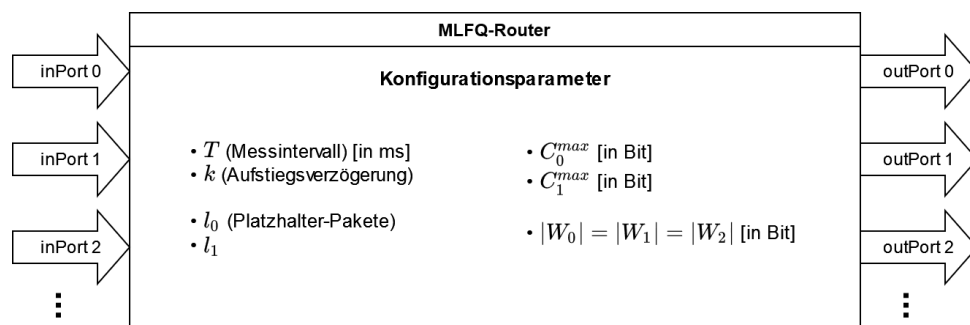 MLFQ-Router
Konfigurationsparameter
inPort 0
inPort 1
inPort 2
• T (Messintervall) [in ms]
• k (Aufstiegsverzögerung)
• l_0 (Platzhalter-Pakete)
• l_1
• C_0^{max} [in Bit]
• C_1^{max} [in Bit]
• |W_0| = |W_1| = |W_2| [in Bit]
outPort 0
outPort 1
outPort 2